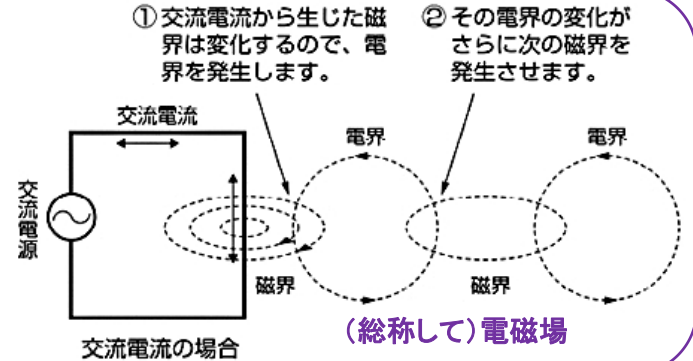 ① 交流電流から生じた磁
界は変化するので、電
界を発生します。
② その電界の変化が
さらに次の磁界を
発生させます。
交流電流
電界
電界
交流電源
磁界
磁界
(総称して)電磁場
交流電流の場合